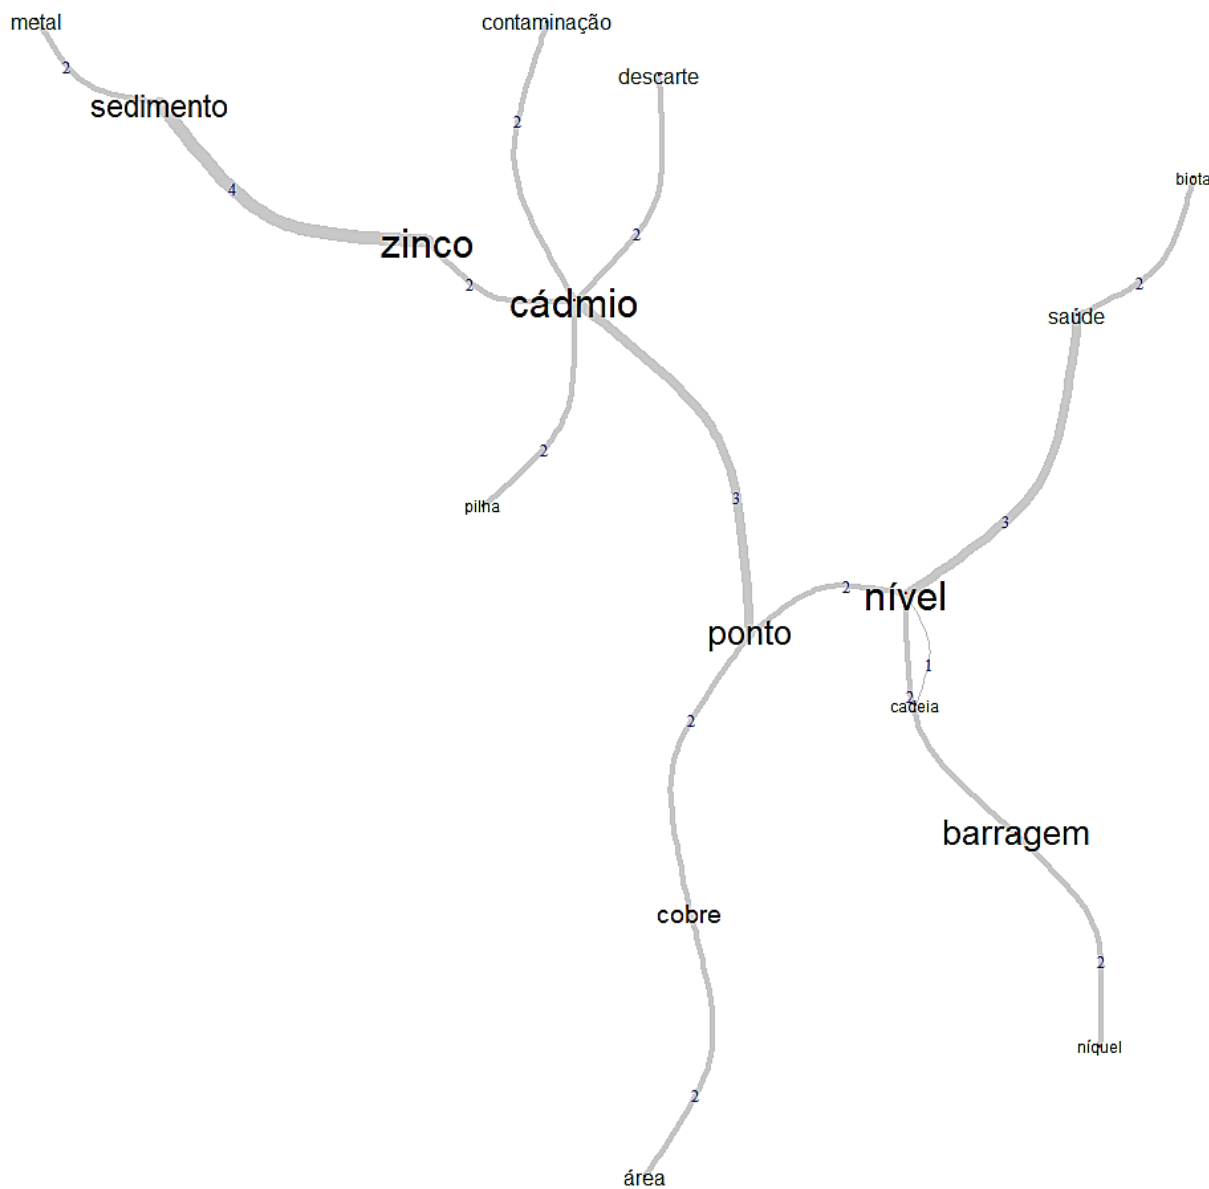 metal
contaminação
descarte
2
sedimento
2
biota
4
2
zinco
2
2
cádmio
saúde
2
pilha
3
3
2
nível
ponto
1
2
cadeia
2
barragem
cobre
2
níquel
2
área